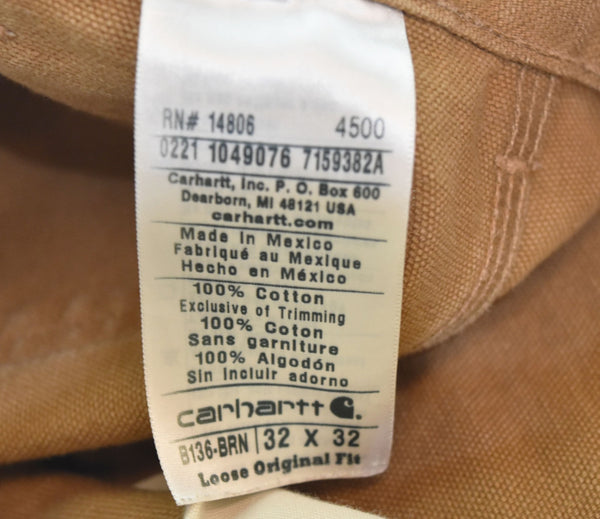 RN# 14806 4500
0221 1049076 7159382A
Carhartt, Inc. P. O. Box 600
Dearborn, MI 48121 USA
carhartt.com
Made in Mexico
Fabriqué au Mexique
Hecho en México
100% Cotton
Exclusive of Trimming
100% Coton
Sans garniture
100% Algodón
Sin incluir adorno
carhartt
B136-BRN 32 X 32
Loose Original Fit